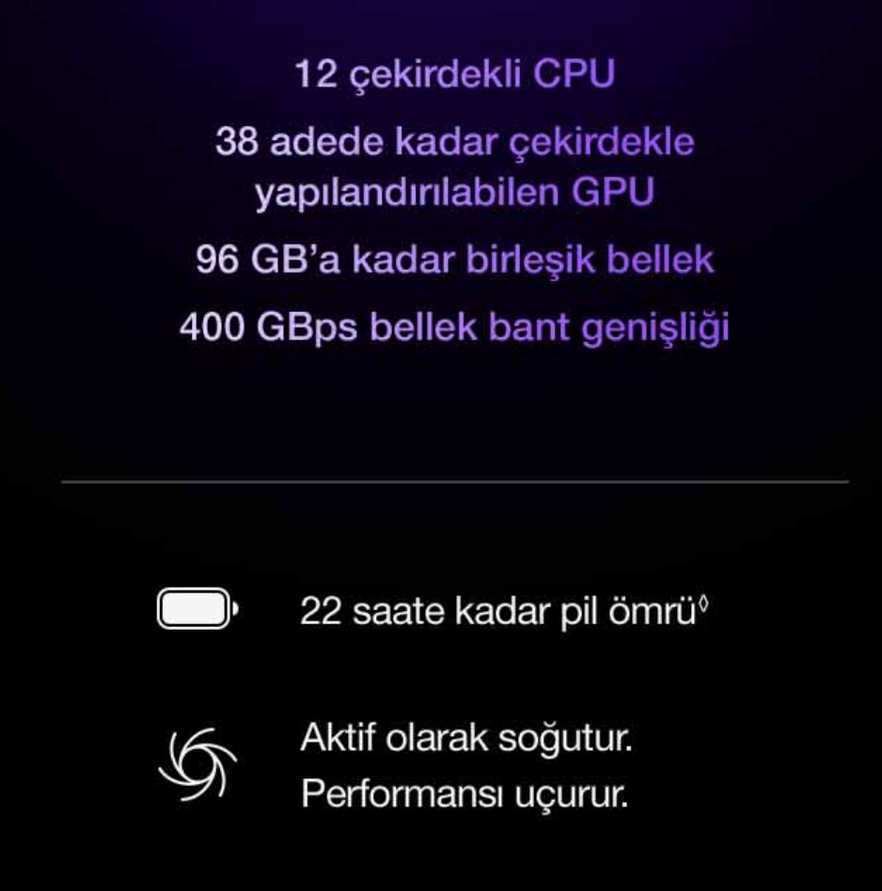 12 çekirdekli CPU
38 adede kadar çekirdekle
yapılandırılabilen GPU
96 GB’a kadar birleşik bellek
400 GBps bellek bant genişliği
22 saate kadar pil ömrü◊
Aktif olarak soğutur.
Performansı uçurur.